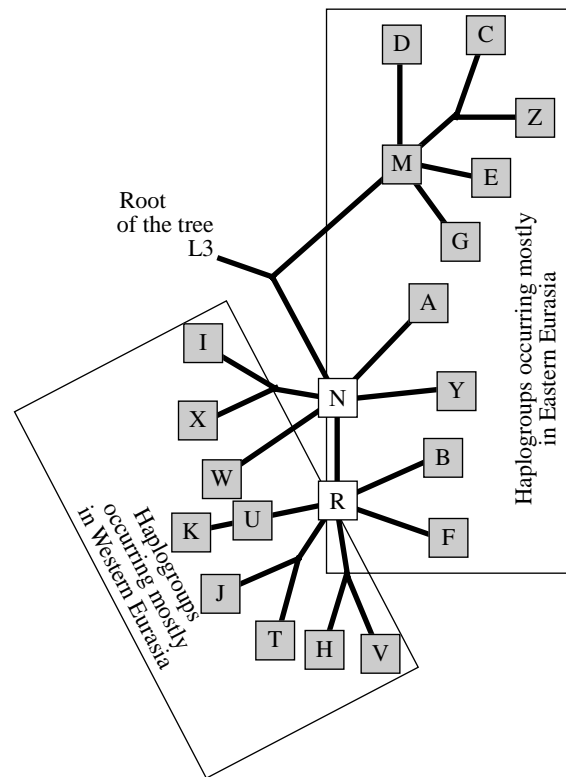 D
C
Z
M
E
G
Root
of the tree
L3
Haplogroups occurring mostly
in Eastern Eurasia
A
I
N
Y
X
W
B
R
U
K
F
J
T
H
V
Haplogroups
occurring mostly
in Western Eurasia